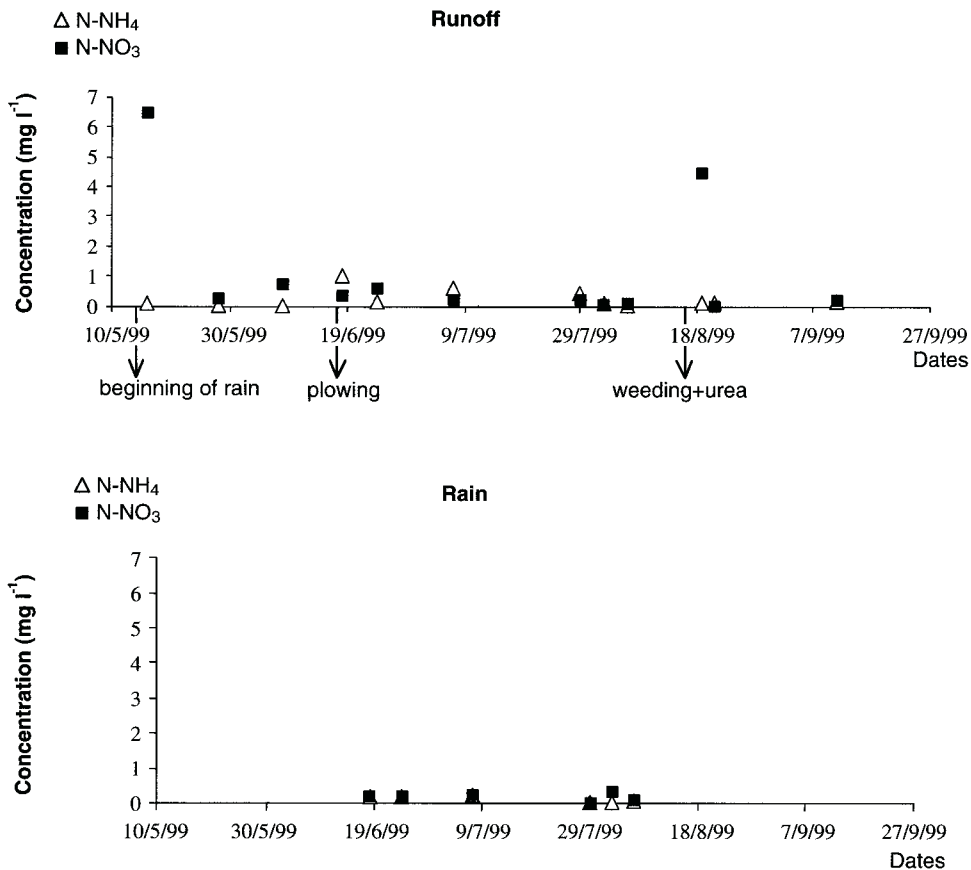 △ N-NH₄
Runoff
■ N-NO₃
Concentration (mg l⁻¹)
7
6
5
4
3
2
1
0
10/5/99 30/5/99 19/6/99 9/7/99 29/7/99 18/8/99 7/9/99 27/9/99
Dates
beginning of rain plowing weeding+urea
△ N-NH₄
Rain
■ N-NO₃
Concentration (mg l⁻¹)
7
6
5
4
3
2
1
0
10/5/99 30/5/99 19/6/99 9/7/99 29/7/99 18/8/99 7/9/99 27/9/99
Dates